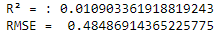 R² = : 0.010903361918819243
RMSE =  0.48486914365225775